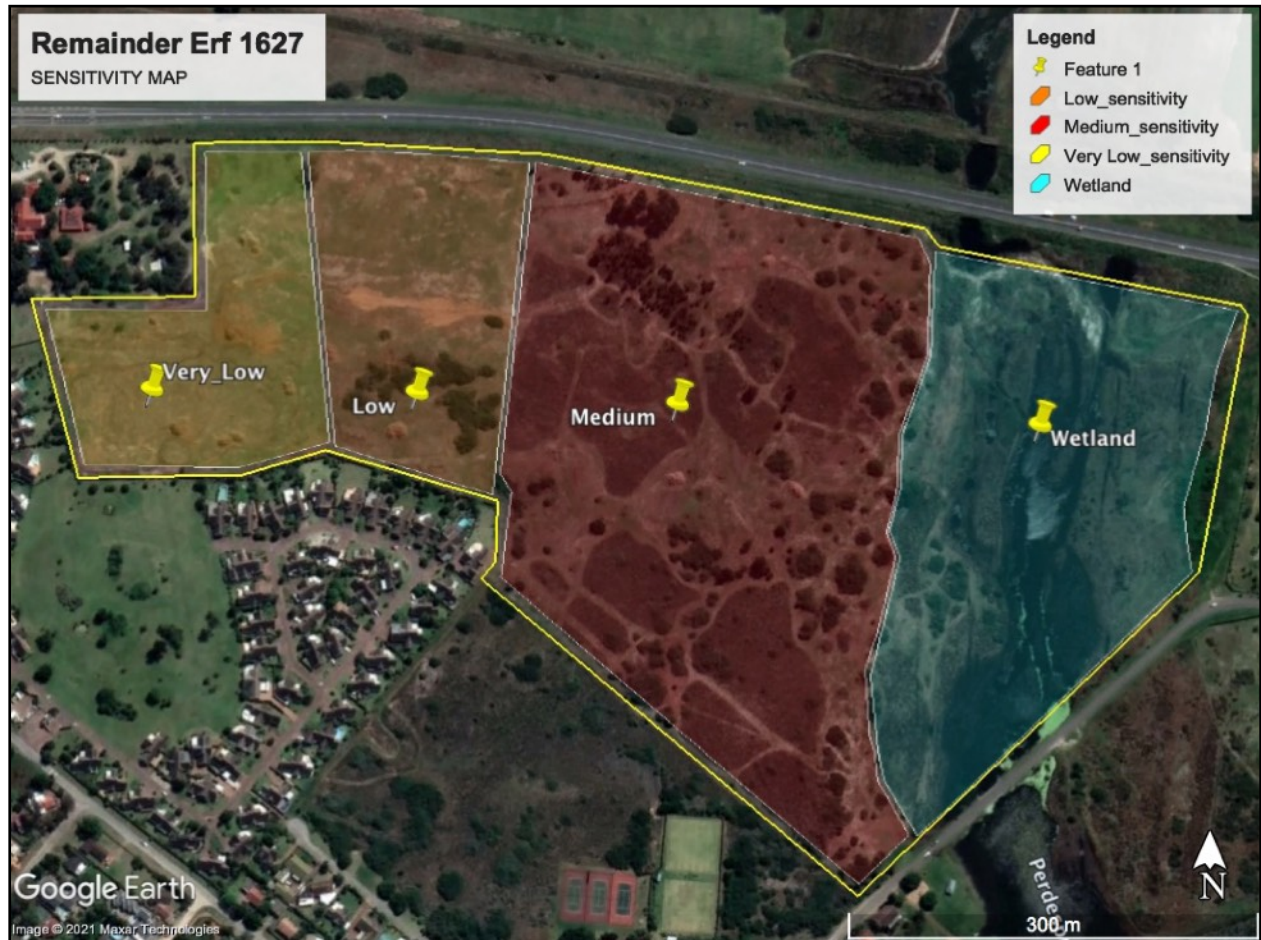 Remainder Erf 1627
SENSITIVITY MAP
Legend
Feature 1
Low_sensitivity
Medium_sensitivity
Very Low_sensitivity
Wetland
Very_Low
Low
Medium
Wetland
N
300 m
Google Earth
Image © 2021 Maxar Technologies